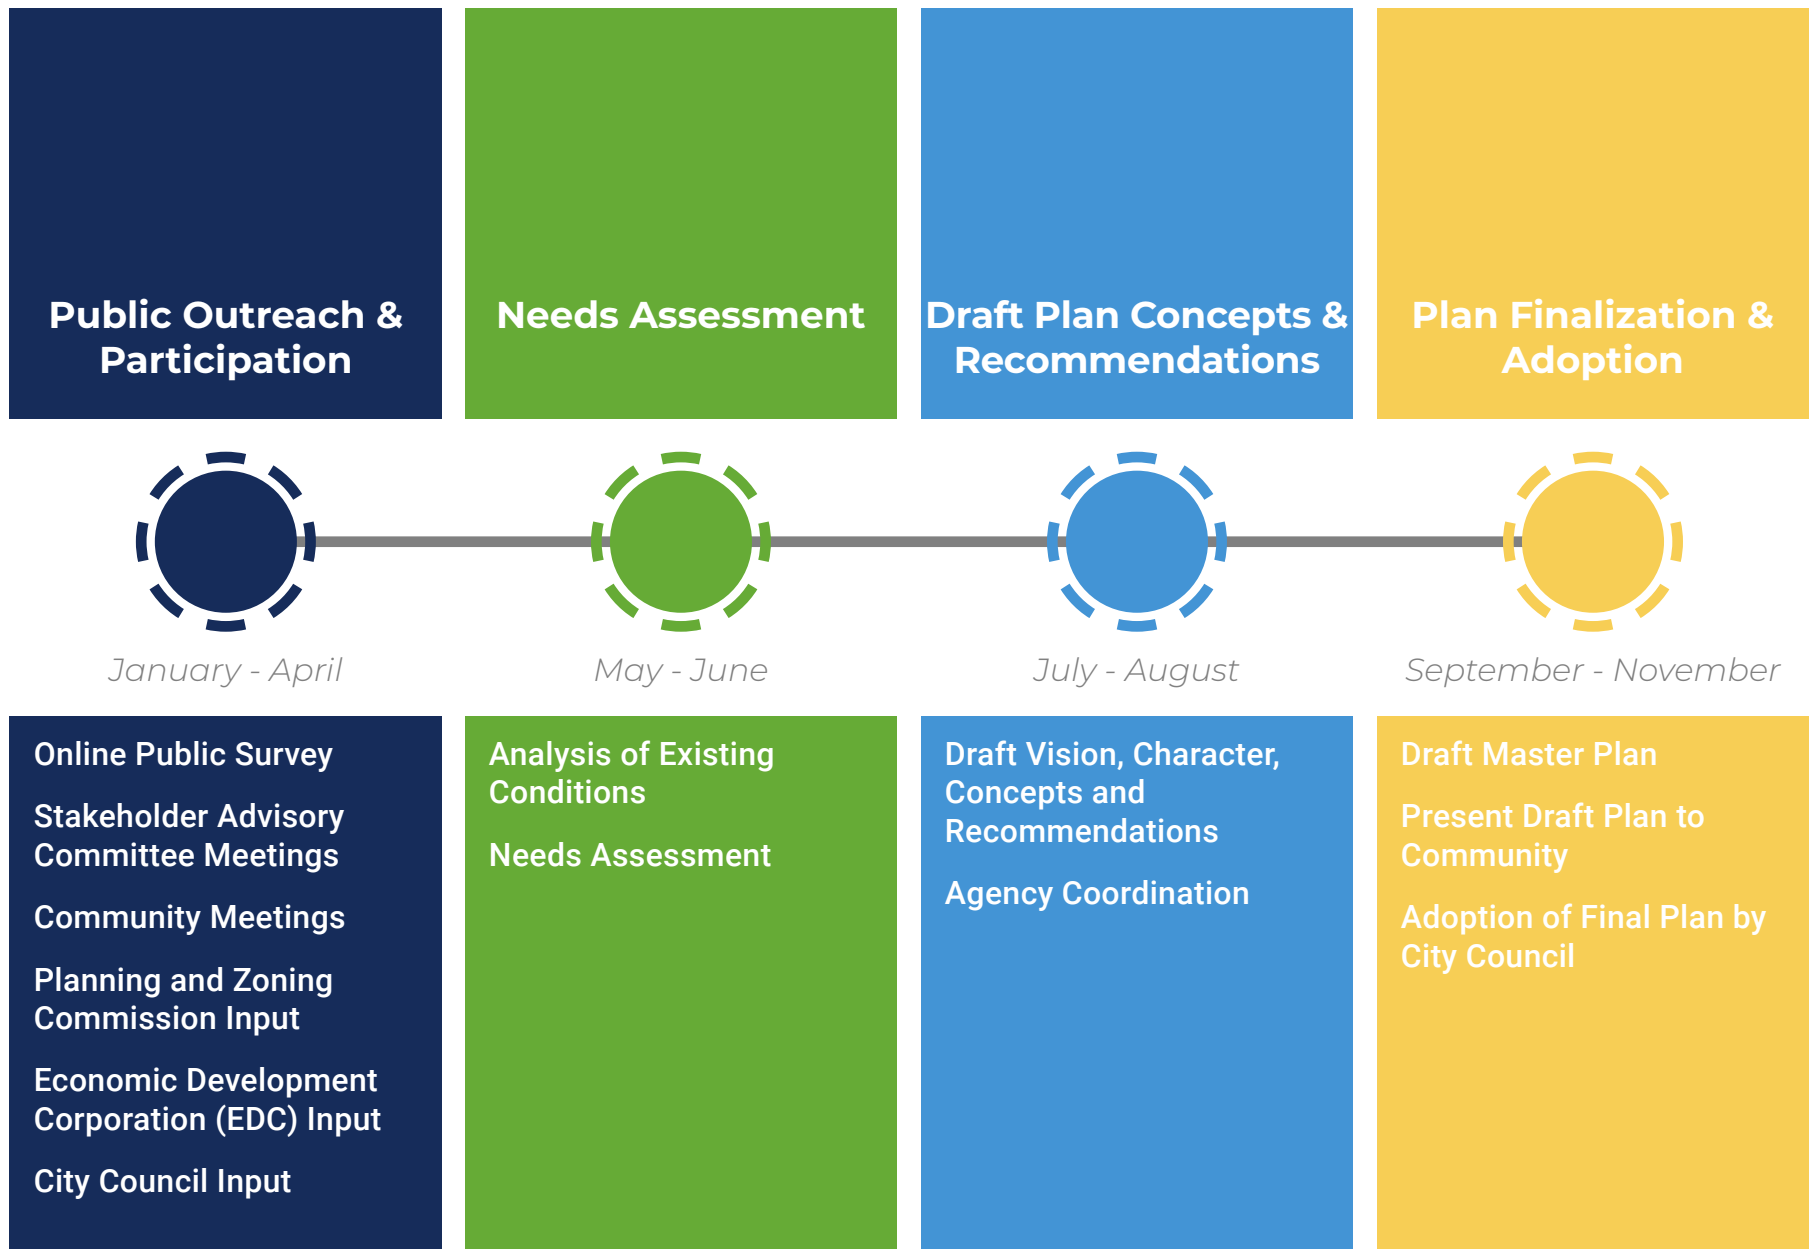 Public Outreach &
Participation
Needs Assessment
Draft Plan Concepts &
Recommendations
Plan Finalization &
Adoption
January - April
May - June
July - August
September - November
Online Public Survey
Stakeholder Advisory
Committee Meetings
Community Meetings
Planning and Zoning
Commission Input
Economic Development
Corporation (EDC) Input
City Council Input
Analysis of Existing
Conditions
Needs Assessment
Draft Vision, Character,
Concepts and
Recommendations
Agency Coordination
Draft Master Plan
Present Draft Plan to
Community
Adoption of Final Plan by
City Council